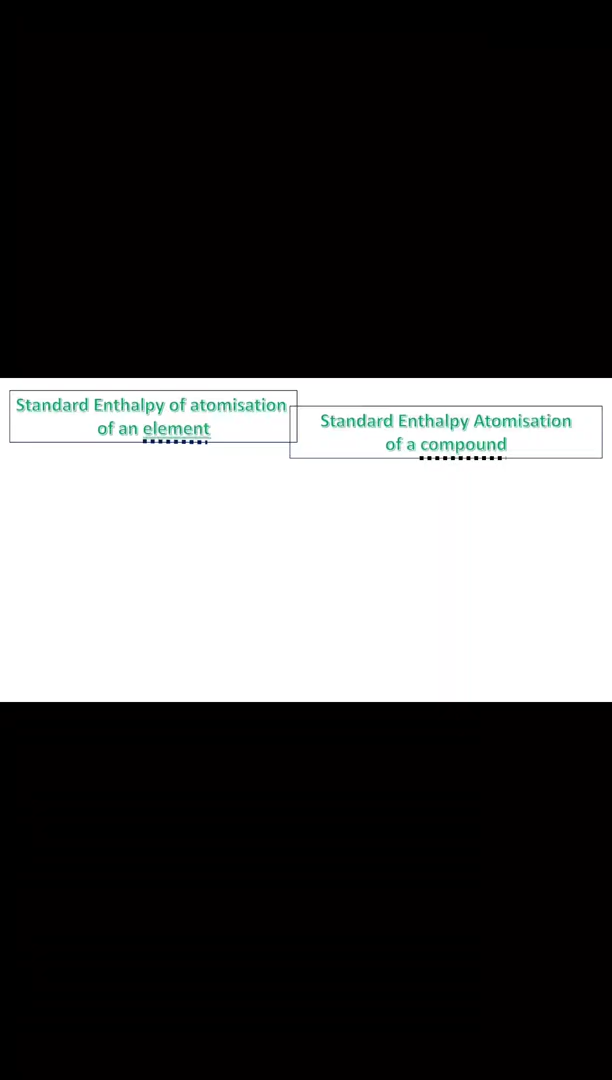 Standard Enthalpy of atomisation
of an element
Standard Enthalpy Atomisation
of a compound